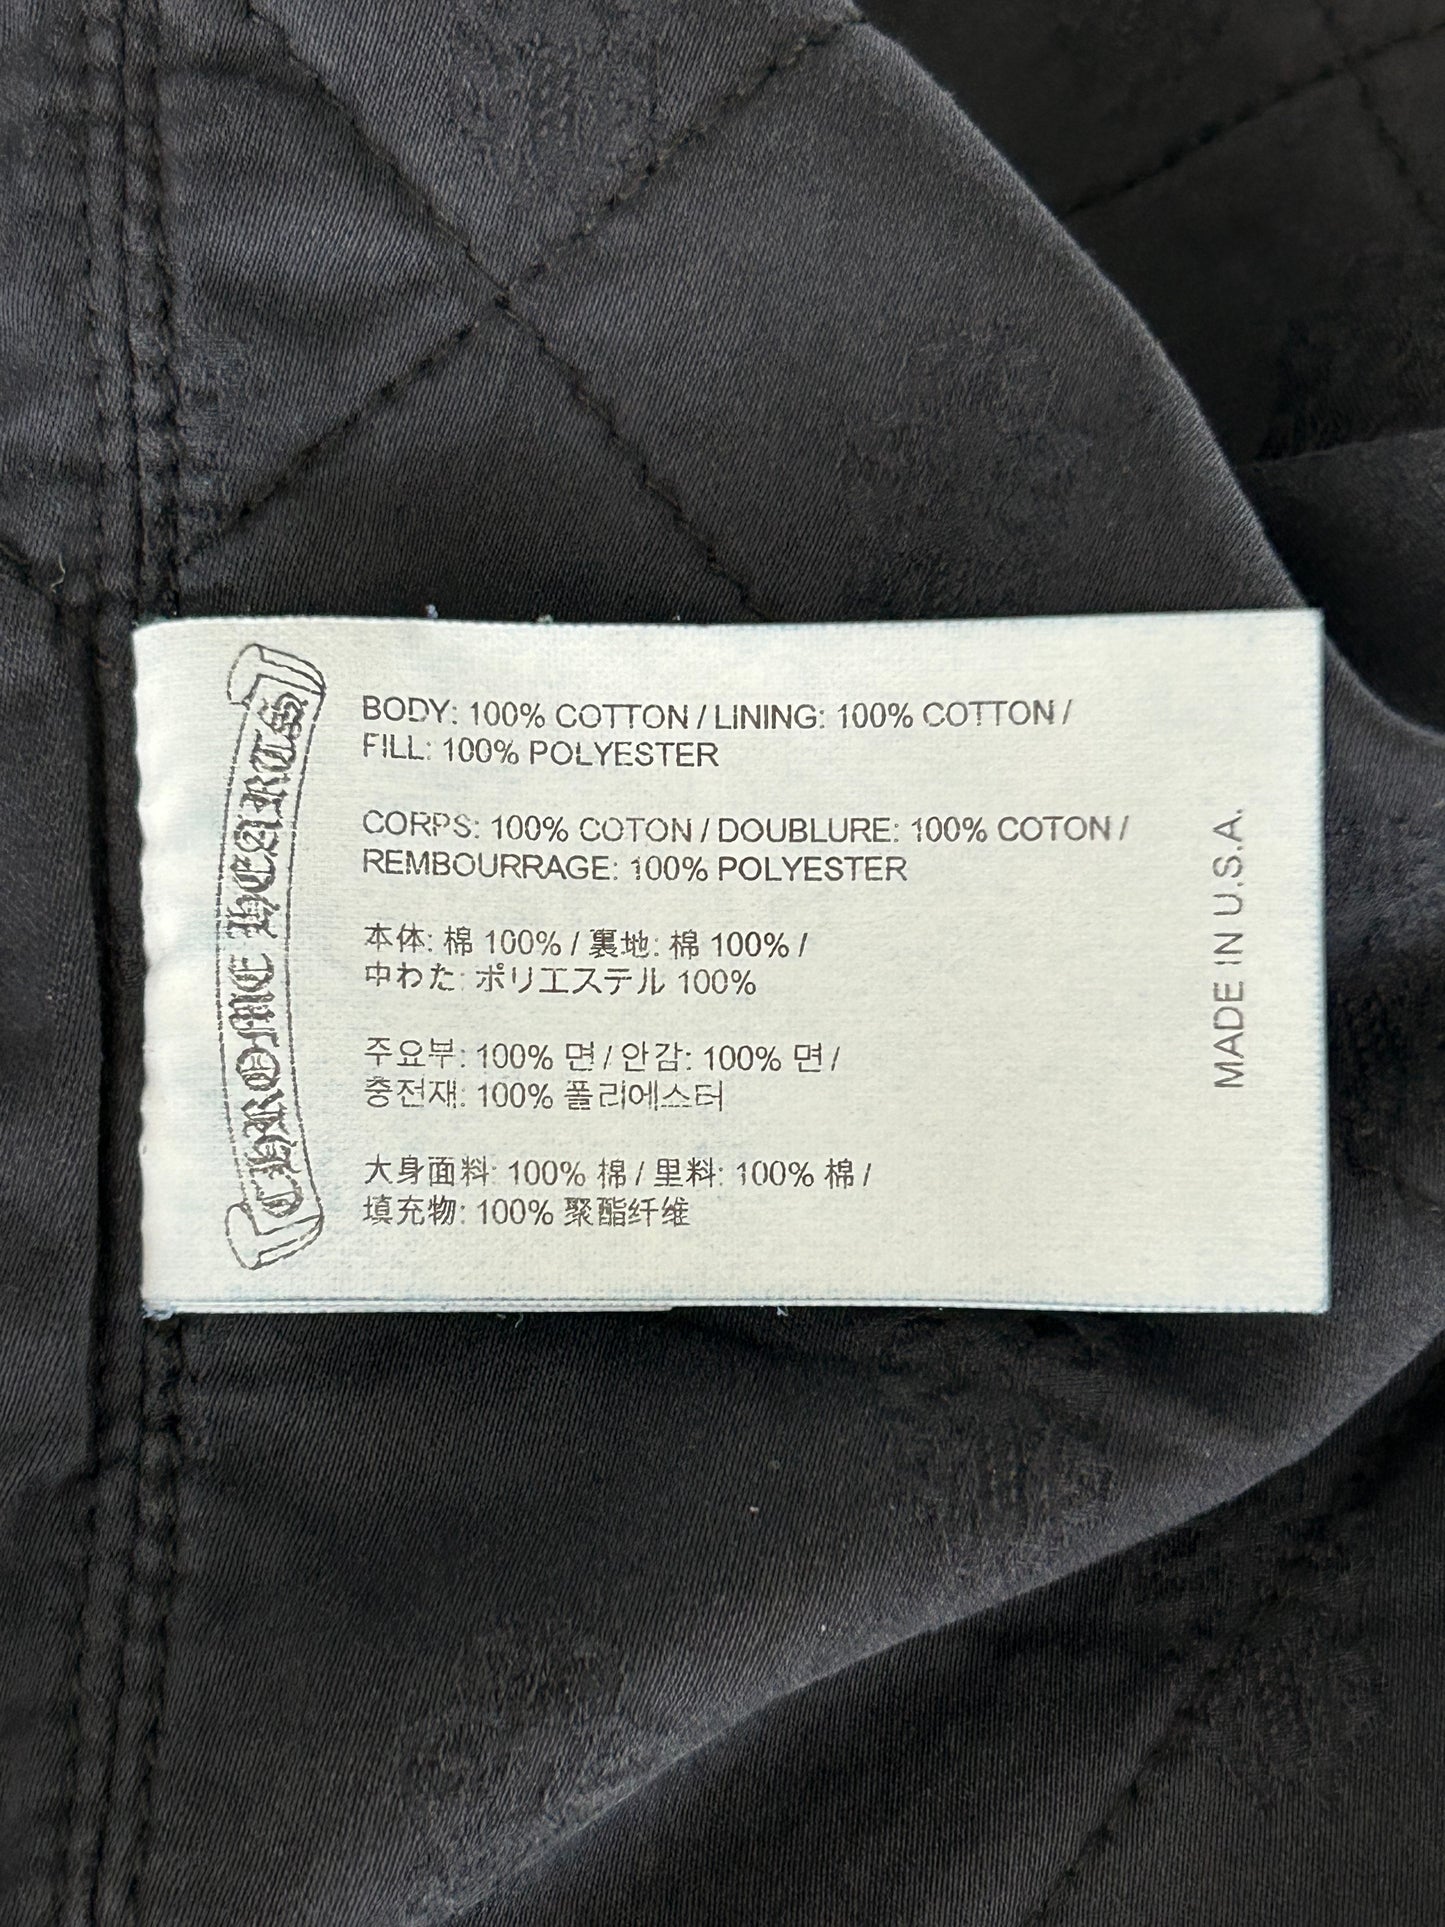 CHROME HEARTS
BODY: 100% COTTON / LINING: 100% COTTON /
FILL: 100% POLYESTER
CORPS: 100% COTON / DOUBLURE: 100% COTON /
REMBOURRAGE: 100% POLYESTER
本体: 棉 100% / 裏地: 棉 100% /
中わた: ポリエステル 100%
주요부: 100% 면 / 안감: 100% 면 /
충전재: 100% 폴리에스터
大身面料: 100% 棉 / 里料: 100% 棉 /
填充物: 100% 聚酯纤维
MADE IN U.S.A.